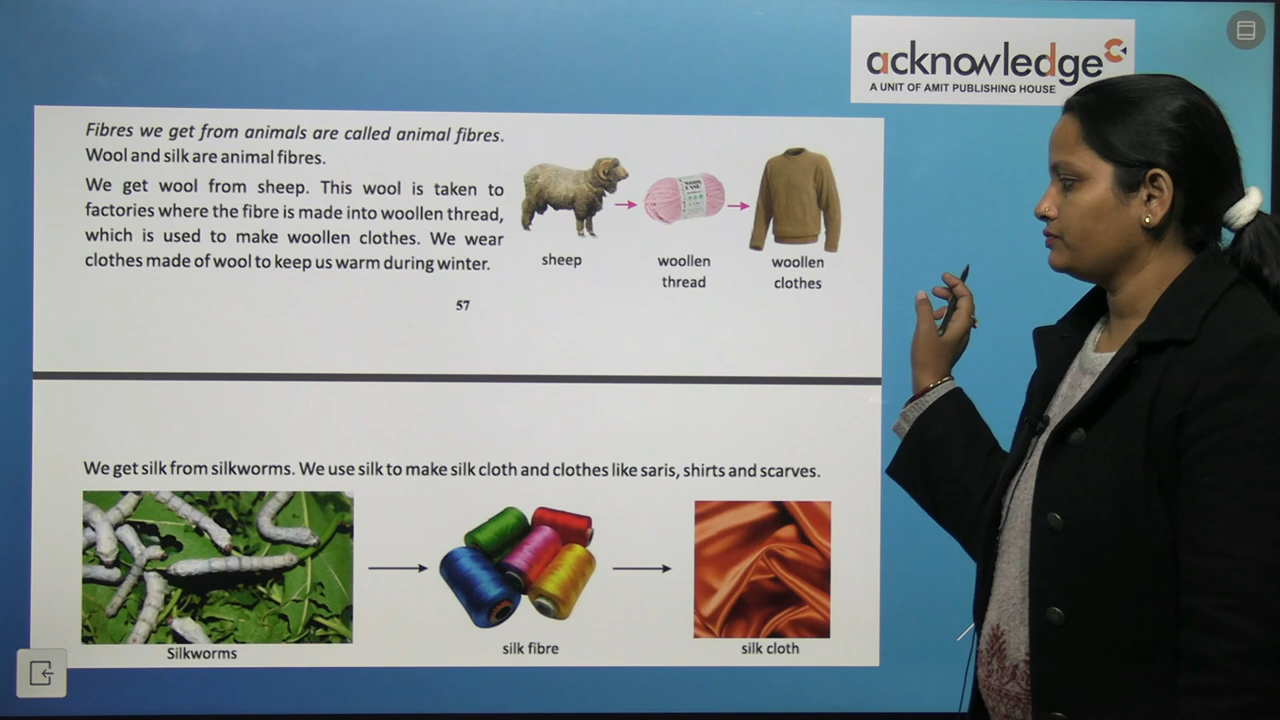 acknowledge
A UNIT OF AMIT PUBLISHING HOUSE
Fibres we get from animals are called animal fibres.
Wool and silk are animal fibres.
We get wool from sheep. This wool is taken to
factories where the fibre is made into woollen thread,
which is used to make woollen clothes. We wear
clothes made of wool to keep us warm during winter.
sheep
woollen
thread
woollen
clothes
57
We get silk from silkworms. We use silk to make silk cloth and clothes like saris, shirts and scarves.
Silkworms
silk fibre
silk cloth